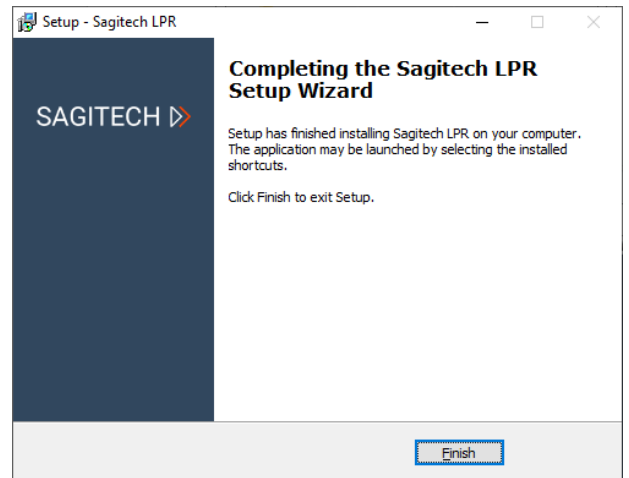 Setup - Sagitech LPR
SAGITECH
Completing the Sagitech LPR
Setup Wizard
Setup has finished installing Sagitech LPR on your computer.
The application may be launched by selecting the installed
shortcuts.
Click Finish to exit Setup.
Finish